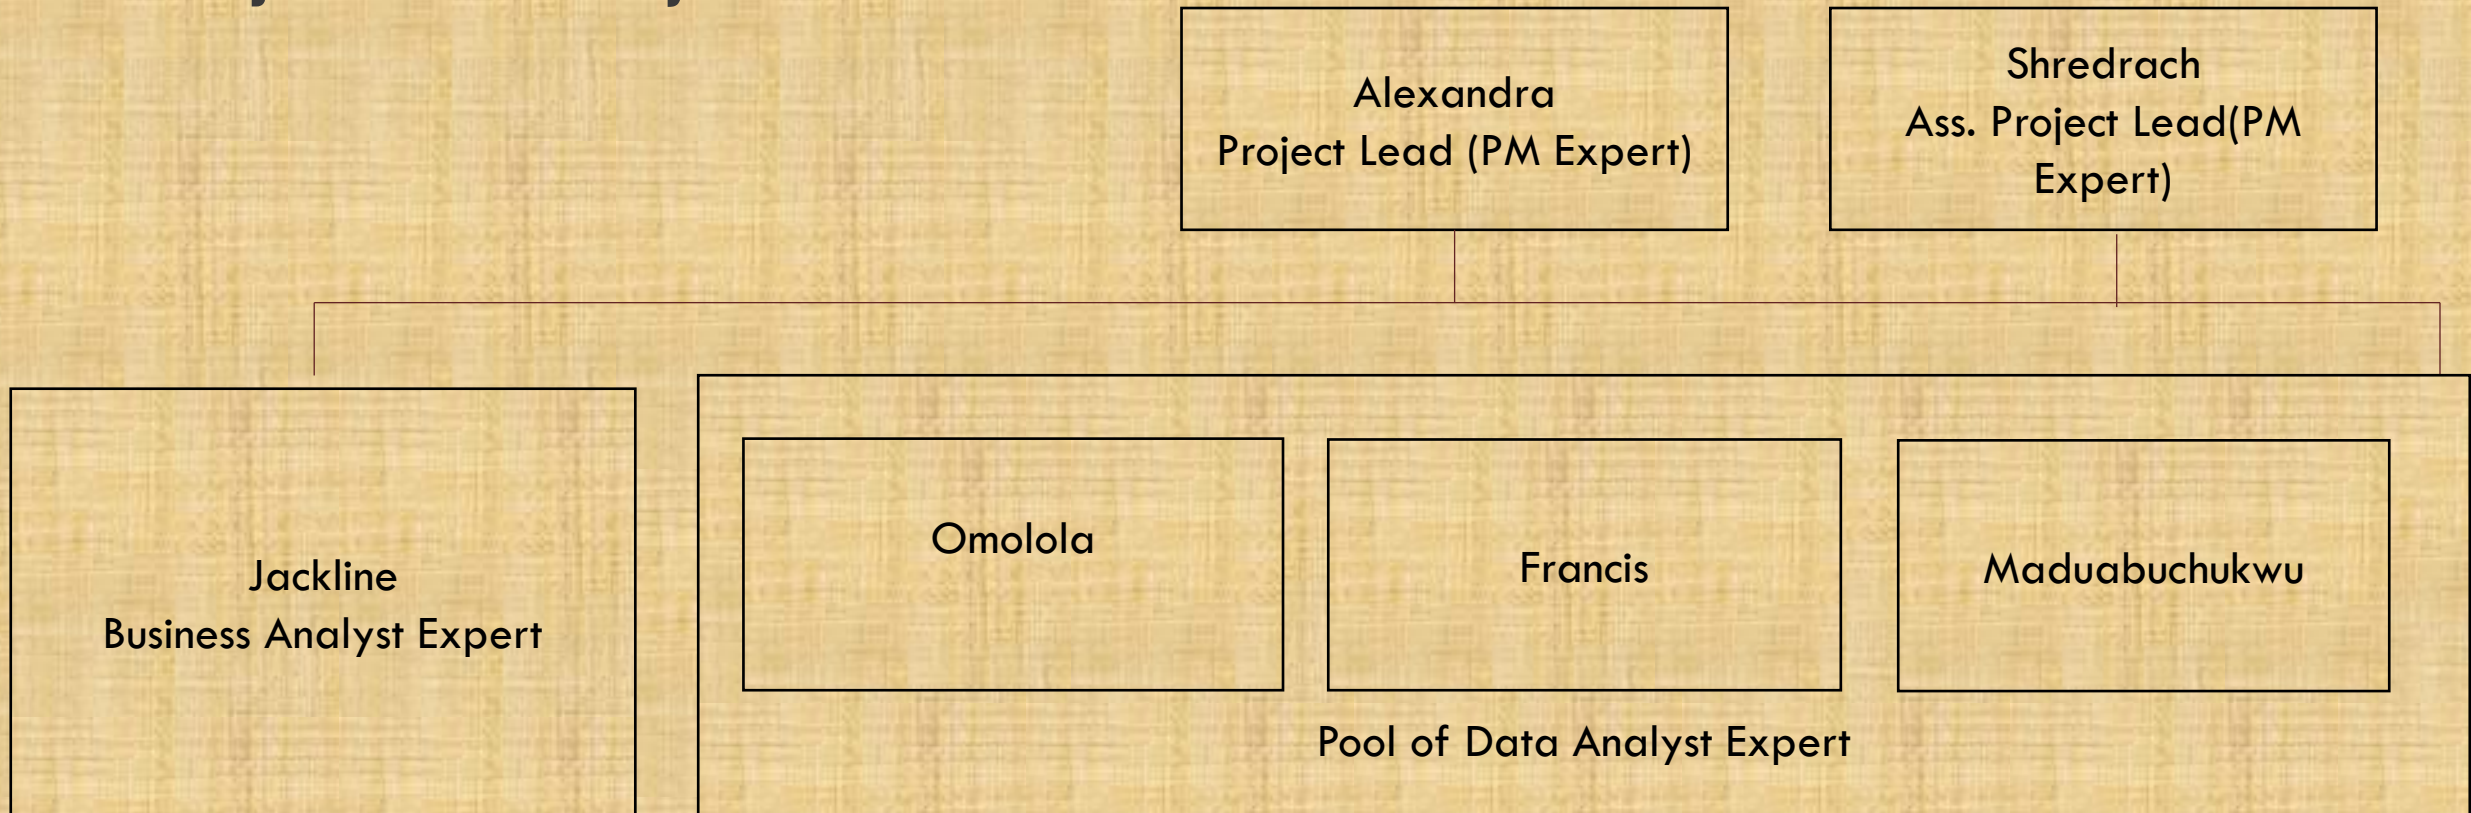 Alexandra
Project Lead (PM Expert)
Shredrach
Ass. Project Lead(PM
Expert)
Jackline
Business Analyst Expert
Omolola
Francis
Maduabuchukwu
Pool of Data Analyst Expert